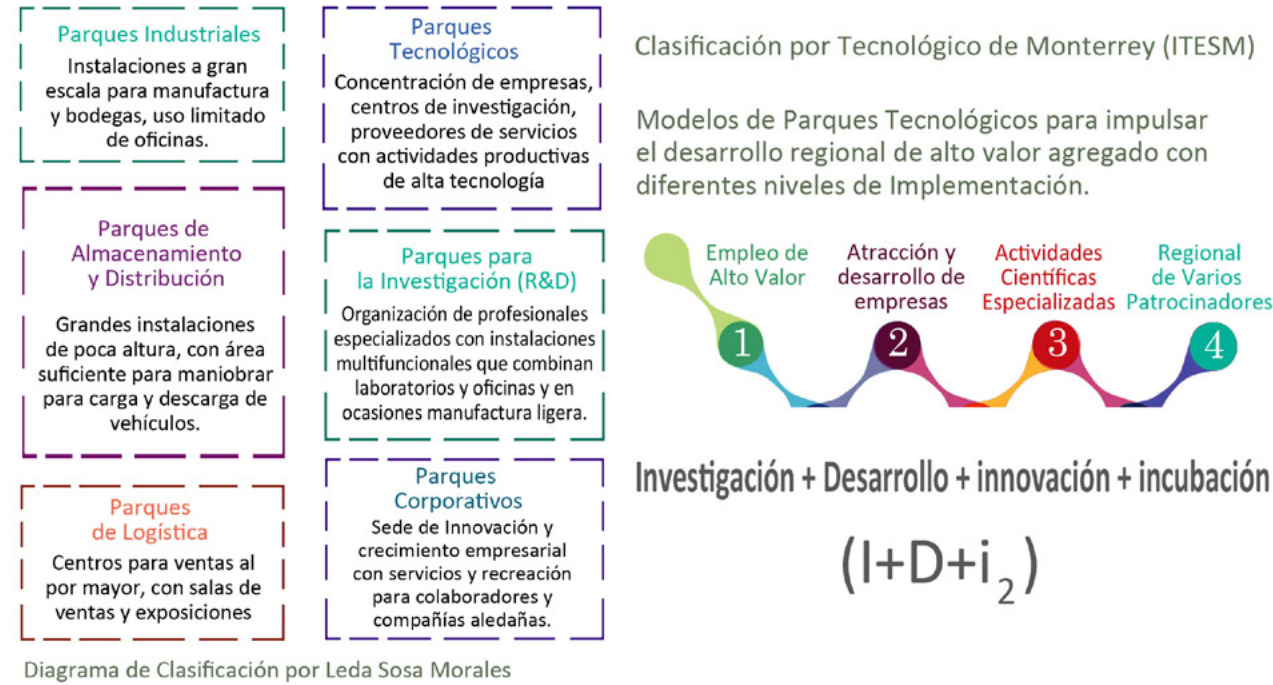 Parques Industriales
Instalaciones a gran
escala para manufactura
y bodegas, uso limitado
de oficinas.
Parques de
Almacenamiento
y Distribución
Grandes instalaciones
de poca altura, con área
suficiente para maniobrar
para carga y descarga de
vehículos.
Parques
de Logística
Centros para ventas al
por mayor, con salas de
ventas y exposiciones
Parques
Tecnológicos
Concentración de empresas,
centros de investigación,
proveedores de servicios
con actividades productivas
de alta tecnología
Parques para
la Investigación (R&D)
Organización de profesionales
especializados con instalaciones
multifuncionales que combinan
laboratorios y oficinas y en
ocasiones manufactura ligera.
Parques
Corporativos
Sede de Innovación y
crecimiento empresarial
con servicios y recreación
para colaboradores y
compañías aledañas.
Diagrama de Clasificación por Leda Sosa Morales
Clasificación por Tecnológico de Monterrey (ITESM)
Modelos de Parques Tecnológicos para impulsar
el desarrollo regional de alto valor agregado con
diferentes niveles de Implementación.
Empleo de
Alto Valor
1
Atracción y
desarrollo de
empresas
2
Actividades
Científicas
Especializadas
3
Regional
de Varios
Patrocinadores
4
Investigación + Desarrollo + innovación + incubación
(I+D+i₂)